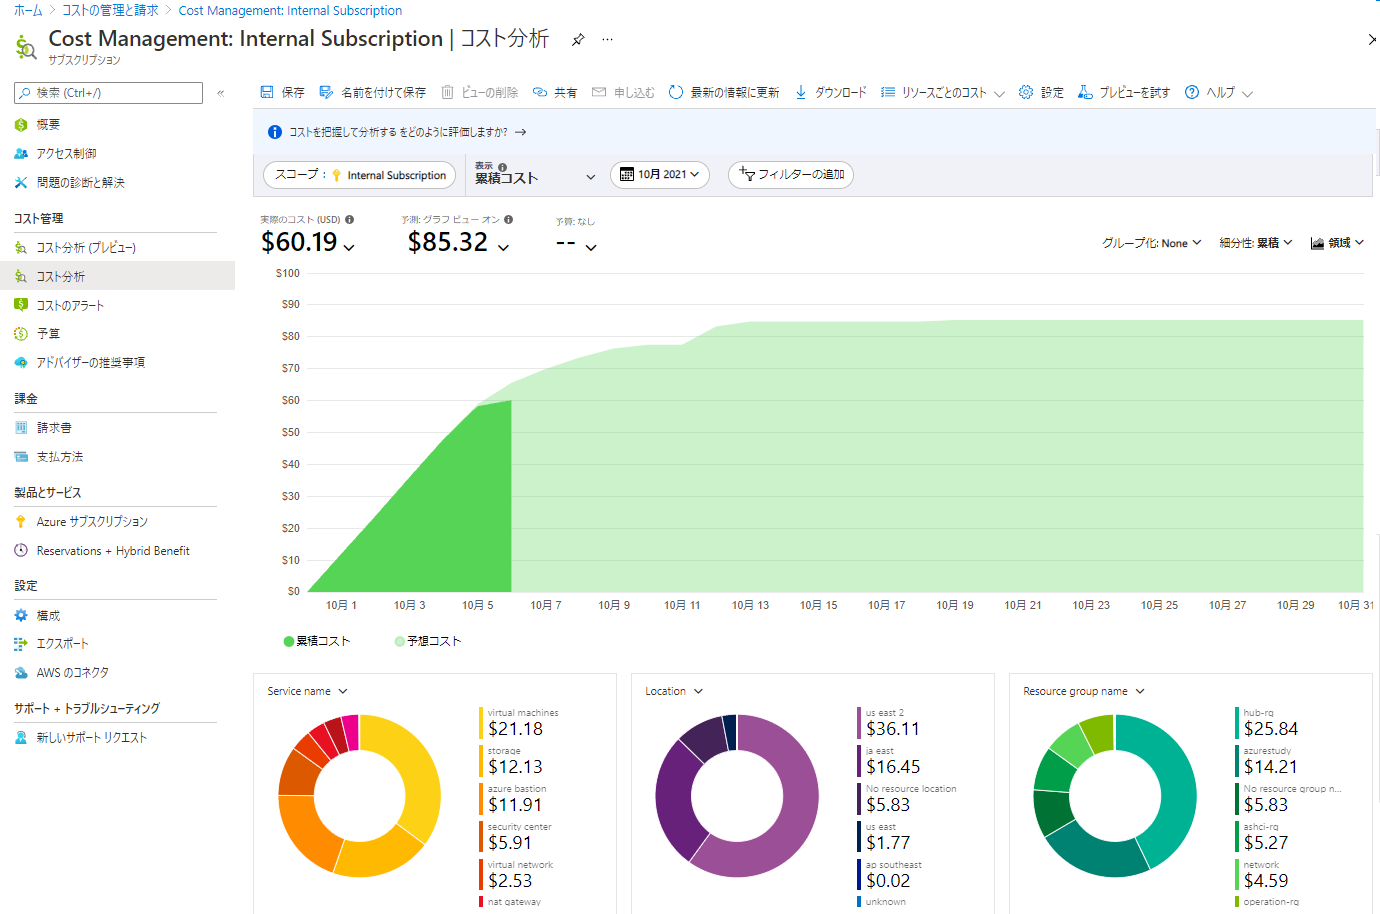 ホーム > コストの管理と請求 > Cost Management: Internal Subscription
Cost Management: Internal Subscription | コスト分析 ...
サブスクリプション
検索 (Ctrl+/) «
概要
アクセス制御
問題の診断と解決
コスト管理
コスト分析 (プレビュー)
コスト分析
コストのアラート
予算
アドバイザーの推奨事項
課金
請求書
支払方法
製品とサービス
Azure サブスクリプション
Reservations + Hybrid Benefit
設定
構成
エクスポート
AWS のコネクタ
サポート + トラブルシューティング
新しいサポート リクエスト
保存 名前を付けて保存 ビューの削除 共有 申し込む 最新の情報に更新 ダウンロード リソースごとのコスト 設定 プレビューを試す ヘルプ
コストを把握して分析する をどのように評価しますか? →
スコープ : Internal Subscription
表示
累積コスト
10月 2021
フィルターの追加
実際のコスト (USD)
$60.19
予測: グラフ ビュー オン
$85.32
予算: なし
--
グループ化: None 細分性: 累積 領域
$100
$90
$80
$70
$60
$50
$40
$30
$20
$10
$0
10月 1 10月 3 10月 5 10月 7 10月 9 10月 11 10月 13 10月 15 10月 17 10月 19 10月 21 10月 23 10月 25 10月 27 10月 29 10月 31
累積コスト 予想コスト
Service name
virtual machines
$21.18
storage
$12.13
azure bastion
$11.91
security center
$5.91
virtual network
$2.53
nat gateway
Location
us east 2
$36.11
ja east
$16.45
No resource location
$5.83
us east
$1.77
ap southeast
$0.02
unknown
Resource group name
hub-rg
$25.84
azurestudy
$14.21
No resource group n...
$5.83
ashci-rg
$5.27
network
$4.59
operation-rg